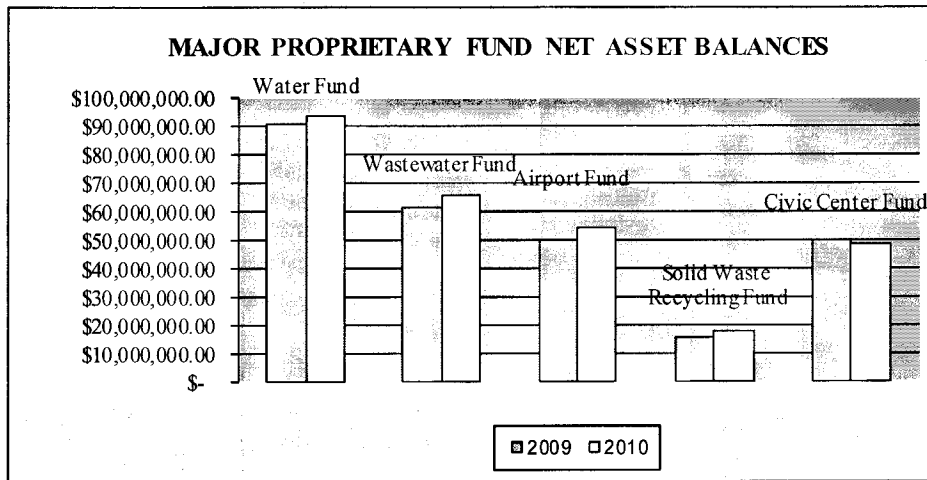 MAJOR PROPRIETARY FUND NET ASSET BALANCES
Water Fund
Wastewater Fund
Airport Fund
Civic Center Fund
Solid Waste
Recycling Fund
$100,000,000.00
$90,000,000.00
$80,000,000.00
$70,000,000.00
$60,000,000.00
$50,000,000.00
$40,000,000.00
$30,000,000.00
$20,000,000.00
$10,000,000.00
$-
2009 2010